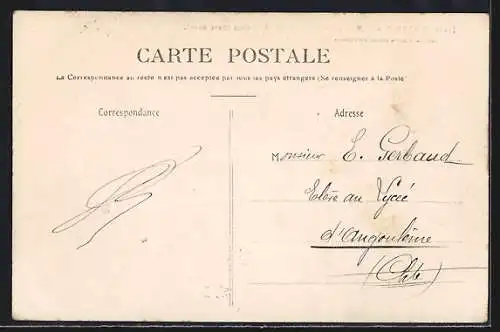 CARTE POSTALE
La Correspondance au recto n'est pas acceptée par tous les pays étrangers (Se renseigner à la Poste)
Correspondance
Adresse
Monsieur E. Gerbaud
Elève au Lycée
d'Angoulême
(Chte)